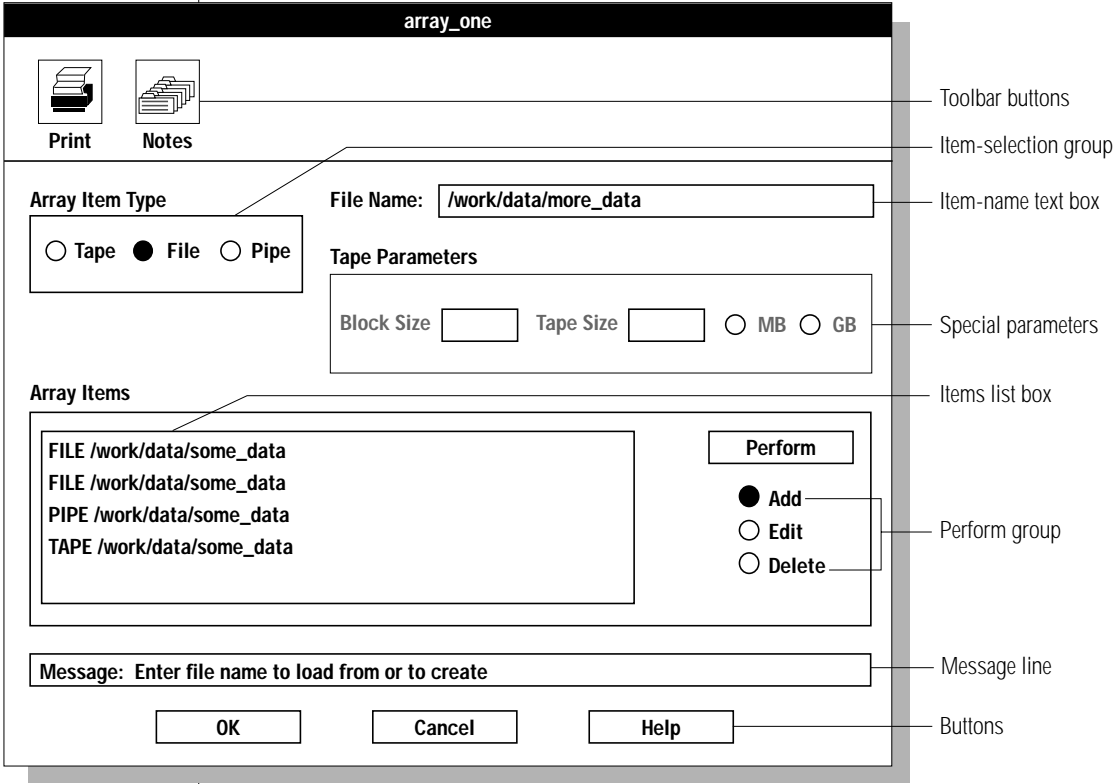 array_one
Toolbar buttons
Print Notes
Item-selection group
Array Item Type
File Name: /work/data/more_data
Item-name text box
Tape File Pipe
Tape Parameters
Block Size Tape Size MB GB
Special parameters
Array Items
Items list box
FILE /work/data/some_data
FILE /work/data/some_data
PIPE /work/data/some_data
TAPE /work/data/some_data
Perform
Add
Edit
Delete
Perform group
Message: Enter file name to load from or to create
Message line
OK Cancel Help
Buttons